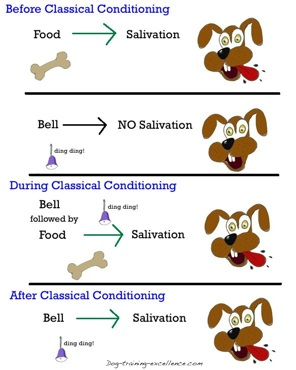 Before Classical Conditioning
Food Salivation
Bell NO Salivation
ding ding!
During Classical Conditioning
Bell
ding ding!
followed by
Food Salivation
After Classical Conditioning
Bell Salivation
ding ding!
Dog-training-excellence.com